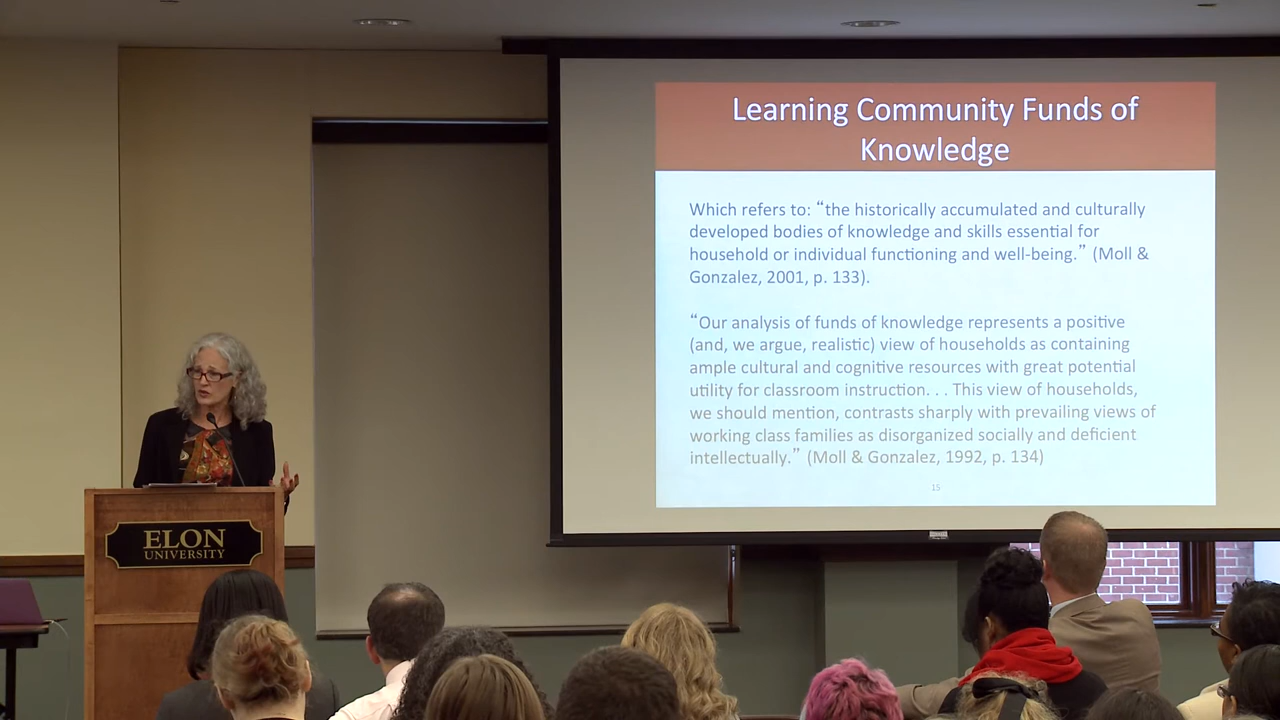 Learning Community Funds of
Knowledge
Which refers to: “the historically accumulated and culturally
developed bodies of knowledge and skills essential for
household or individual functioning and well-being.” (Moll &
Gonzalez, 2001, p. 133).
“Our analysis of funds of knowledge represents a positive
(and, we argue, realistic) view of households as containing
ample cultural and cognitive resources with great potential
utility for classroom instruction. . . This view of households,
we should mention, contrasts sharply with prevailing views of
working class families as disorganized socially and deficient
intellectually.” (Moll & Gonzalez, 1992, p. 134)
15
ELON
UNIVERSITY